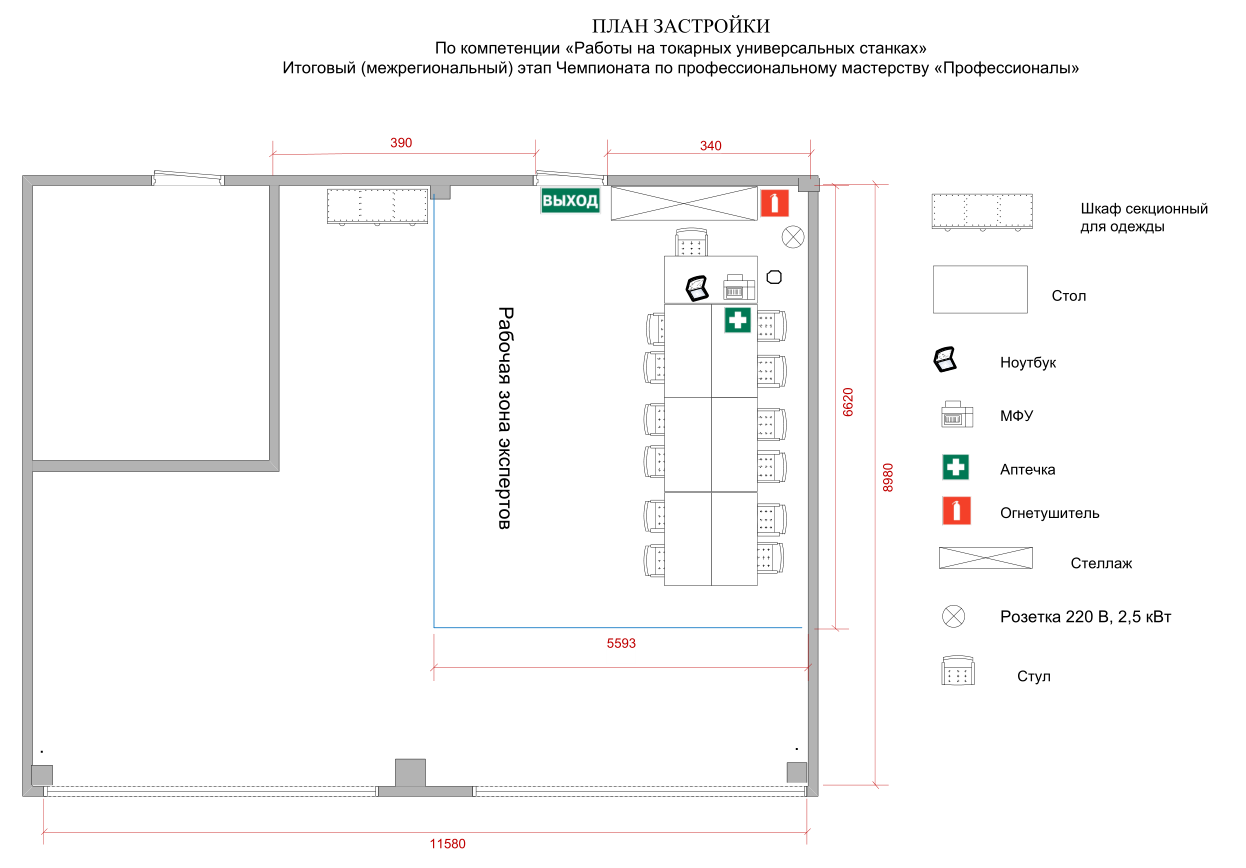 ПЛАН ЗАСТРОЙКИ
По компетенции «Работы на токарных универсальных станках»
Итоговый (межрегиональный) этап Чемпионата по профессиональному мастерству «Профессионалы»
390
340
ВЫХОД
Рабочая зона экспертов
6620
8980
5593
11580
Шкаф секционный
для одежды
Стол
Ноутбук
МФУ
Аптечка
Огнетушитель
Стеллаж
Розетка 220 В, 2,5 кВт
Стул